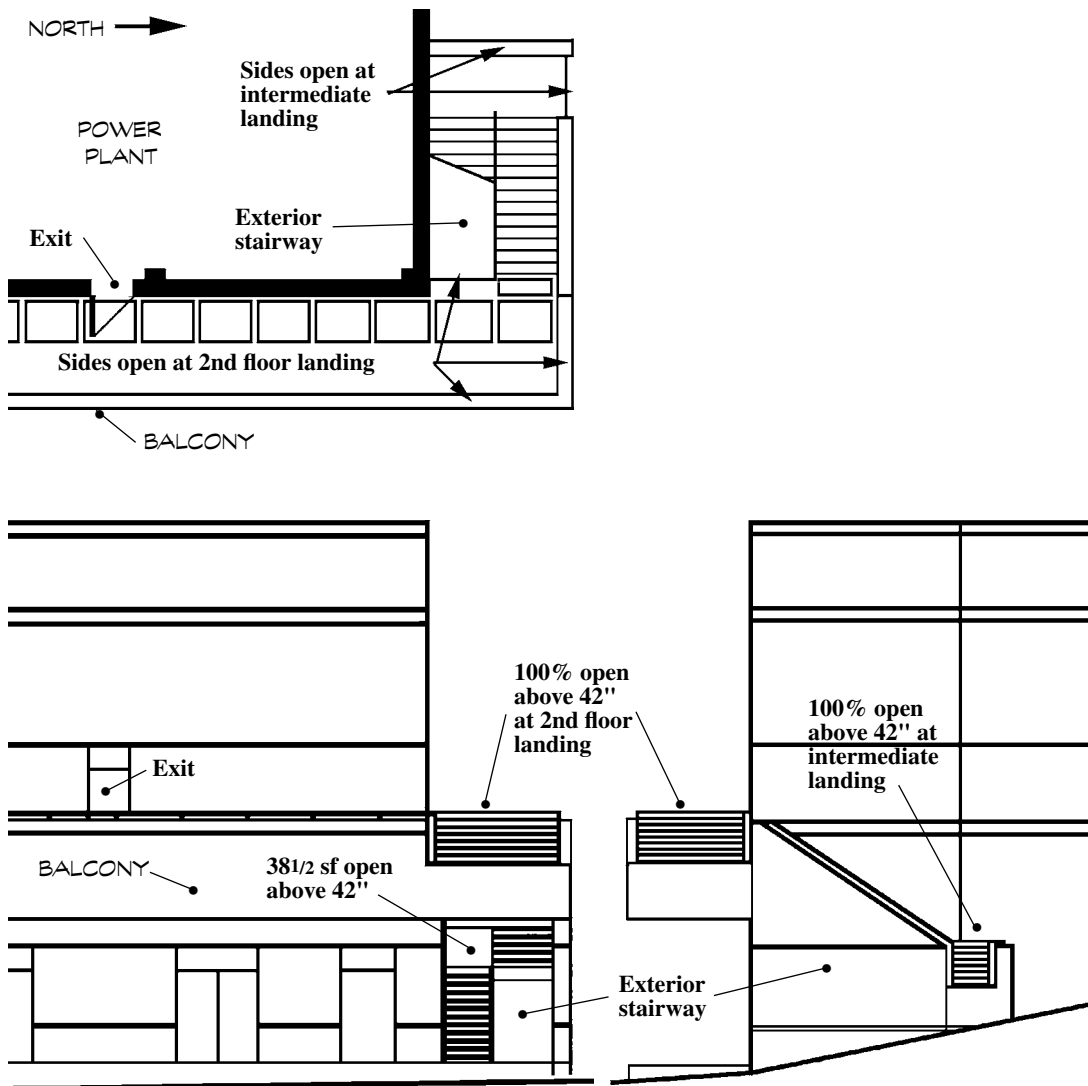 NORTH
Sides open at
intermediate
landing
POWER
PLANT
Exterior
stairway
Exit
Sides open at 2nd floor landing
BALCONY
100% open
above 42"
at 2nd floor
landing
100% open
above 42" at
intermediate
landing
Exit
BALCONY
38 1/2 sf open
above 42"
Exterior
stairway